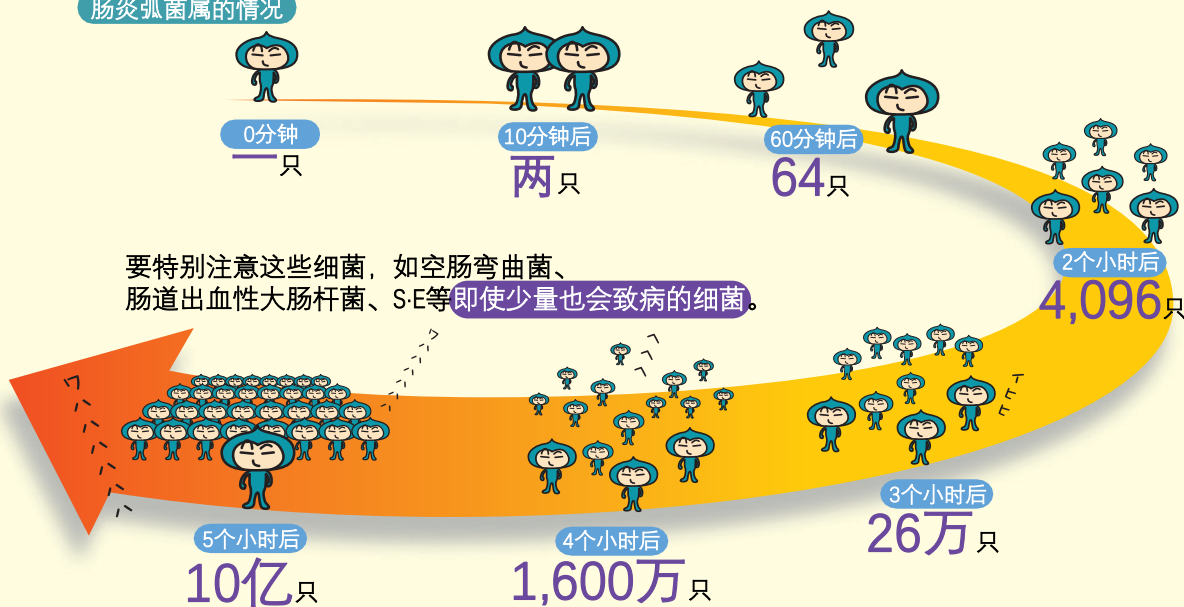 肠炎弧菌属的情况
0分钟
一只
10分钟后
两只
60分钟后
64只
2个小时后
4,096只
要特别注意这些细菌，如空肠弯曲菌、
肠道出血性大肠杆菌、S·E等即使少量也会致病的细菌。
3个小时后
26万只
4个小时后
1,600万只
5个小时后
10亿只